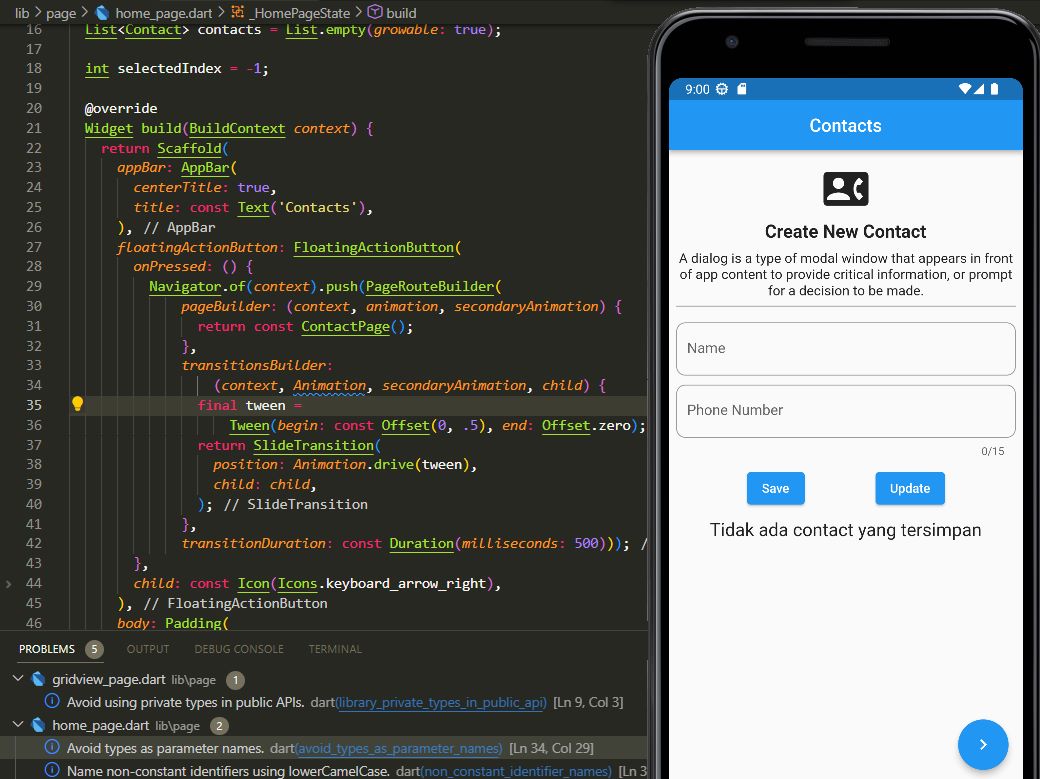 lib > page > home_page.dart > _HomePageState > build
16 List<Contact> contacts = List.empty(growable: true);
17
18 int selectedIndex = -1;
19
20 @override
21 Widget build(BuildContext context) {
22 return Scaffold(
23 appBar: AppBar(
24 centerTitle: true,
25 title: const Text('Contacts'),
26 ), // AppBar
27 floatingActionButton: FloatingActionButton(
28 onPressed: () {
29 Navigator.of(context).push(PageRouteBuilder(
30 pageBuilder: (context, animation, secondaryAnimation) {
31 return const ContactPage();
32 },
33 transitionsBuilder:
34 (context, Animation, secondaryAnimation, child) {
35 final tween =
36 Tween(begin: const Offset(0, .5), end: Offset.zero);
37 return SlideTransition(
38 position: Animation.drive(tween),
39 child: child,
40 ); // SlideTransition
41 },
42 transitionDuration: const Duration(milliseconds: 500))); /
43 },
44 child: const Icon(Icons.keyboard_arrow_right),
45 ), // FloatingActionButton
46 body: Padding(
PROBLEMS 5 OUTPUT DEBUG CONSOLE TERMINAL
gridview_page.dart lib\page 1
Avoid using private types in public APIs. dart(library_private_types_in_public_api) [Ln 9, Col 3]
home_page.dart lib\page 2
Avoid types as parameter names. dart(avoid_types_as_parameter_names) [Ln 34, Col 29]
Name non-constant identifiers using lowerCamelCase. dart(non_constant_identifier_names) [Ln 3
9:00
Contacts
Create New Contact
A dialog is a type of modal window that appears in front
of app content to provide critical information, or prompt
for a decision to be made.
Name
Phone Number
0/15
Save Update
Tidak ada contact yang tersimpan